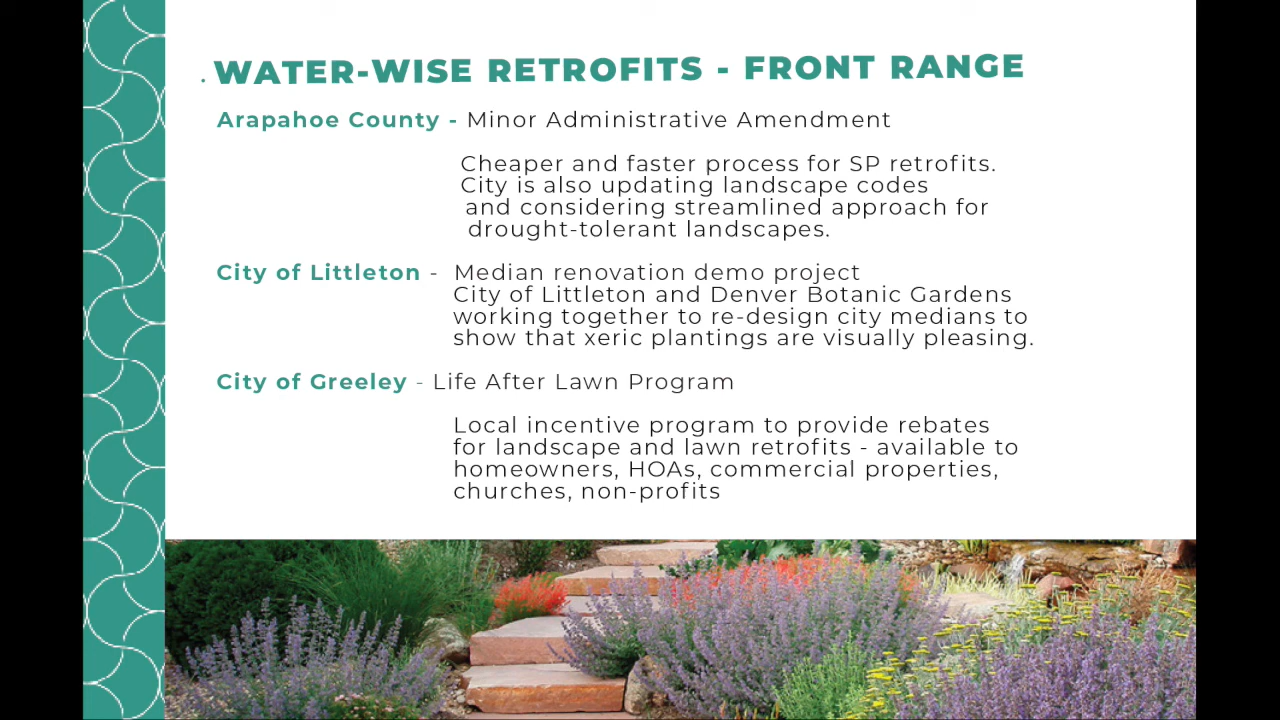 . WATER-WISE RETROFITS - FRONT RANGE
Arapahoe County - Minor Administrative Amendment
Cheaper and faster process for SP retrofits.
City is also updating landscape codes
and considering streamlined approach for
drought-tolerant landscapes.
City of Littleton - Median renovation demo project
City of Littleton and Denver Botanic Gardens
working together to re-design city medians to
show that xeric plantings are visually pleasing.
City of Greeley - Life After Lawn Program
Local incentive program to provide rebates
for landscape and lawn retrofits - available to
homeowners, HOAs, commercial properties,
churches, non-profits